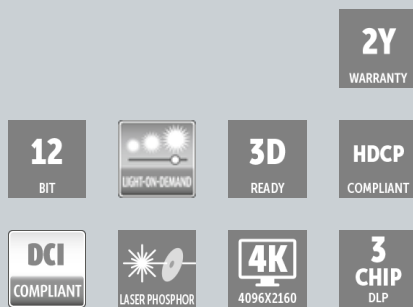 2Y
WARRANTY
12
BIT
LIGHT-ON-DEMAND
3D
READY
HDCP
COMPLIANT
DCI
COMPLIANT
LASER PHOSPHOR
4K
4096X2160
3
CHIP
DLP